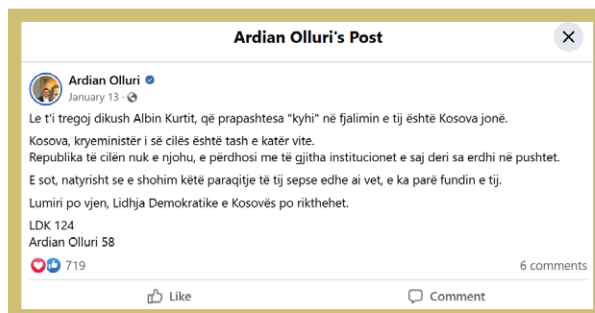 Ardian Olluri's Post
Ardian Olluri
January 13 ·
Le t'i tregoj dikush Albin Kurtit, që prapashtesa "kyhi" në fjalimin e tij është Kosova jonë.
Kosova, kryeministër i së cilës është tash e katër vite.
Republika të cilën nuk e njohu, e përdhosi me të gjitha institucionet e saj deri sa erdhi në pushtet.
E sot, natyrisht se e shohim këtë paraqitje të tij sepse edhe ai vet, e ka parë fundin e tij.
Lumiri po vjen, Lidhja Demokratike e Kosovës po rikthehet.
LDK 124
Ardian Olluri 58
719
6 comments
Like
Comment